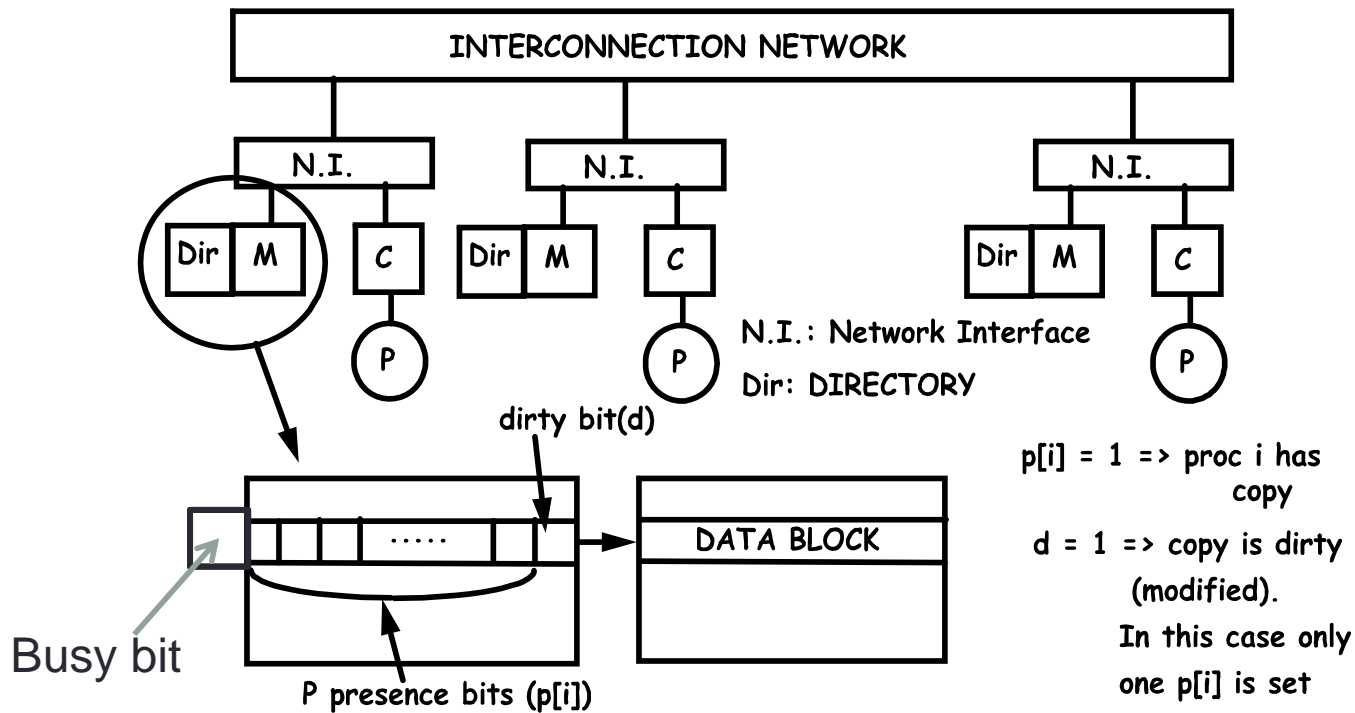 INTERCONNECTION NETWORK
N.I.
N.I.
N.I.
Dir M C
Dir M C
Dir M C
P
P
P
N.I.: Network Interface
Dir: DIRECTORY
dirty bit(d)
p[i] = 1 => proc i has
copy
.....
DATA BLOCK
d = 1 => copy is dirty
(modified).
In this case only
one p[i] is set
Busy bit
P presence bits (p[i])